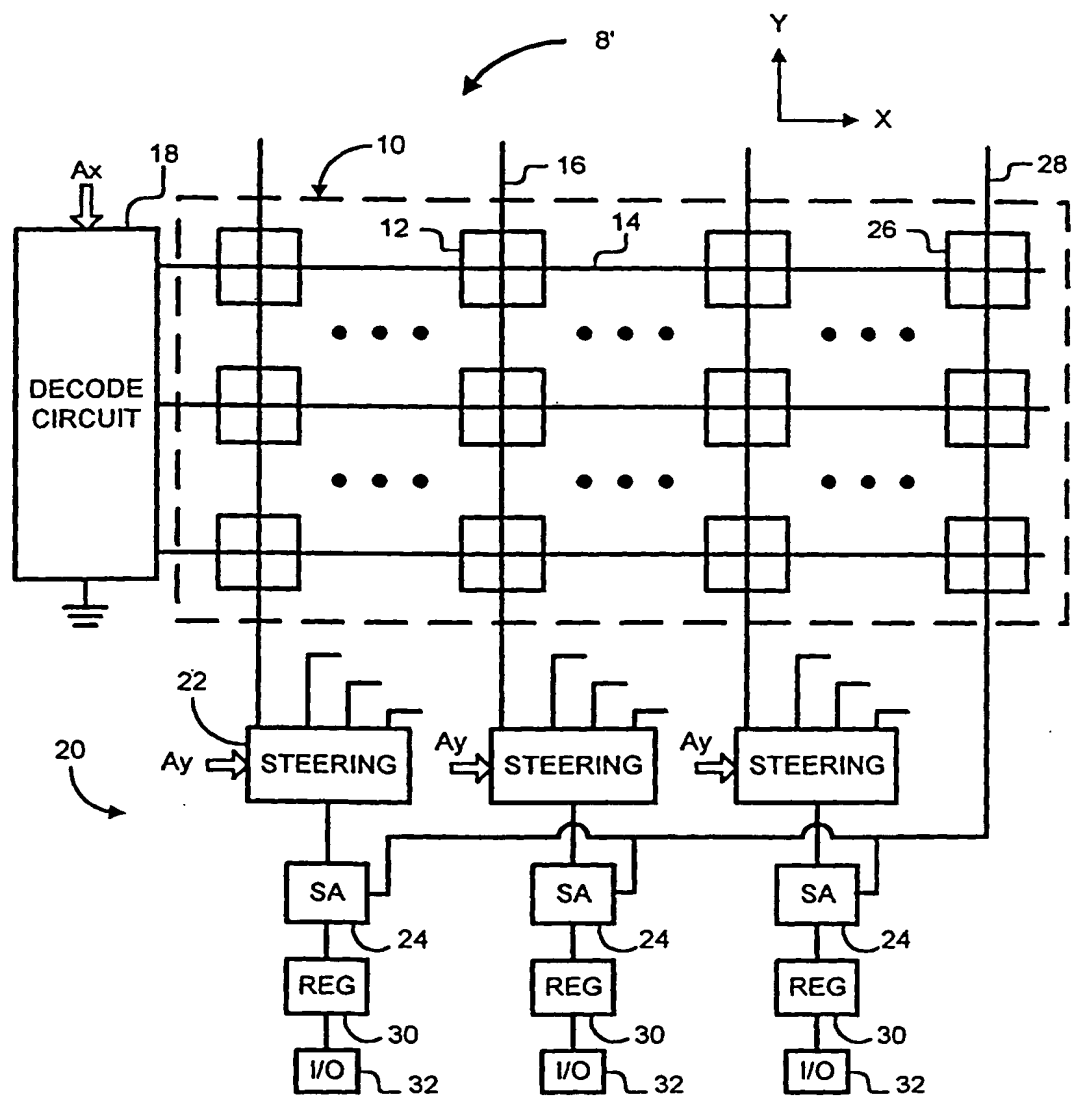 8'
Y
X
18
Ax
10
16
28
12
14
26
DECODE
CIRCUIT
22
20
Ay
STEERING
Ay
STEERING
Ay
STEERING
SA
SA
SA
24
24
24
REG
REG
REG
30
30
30
I/O
I/O
I/O
32
32
32